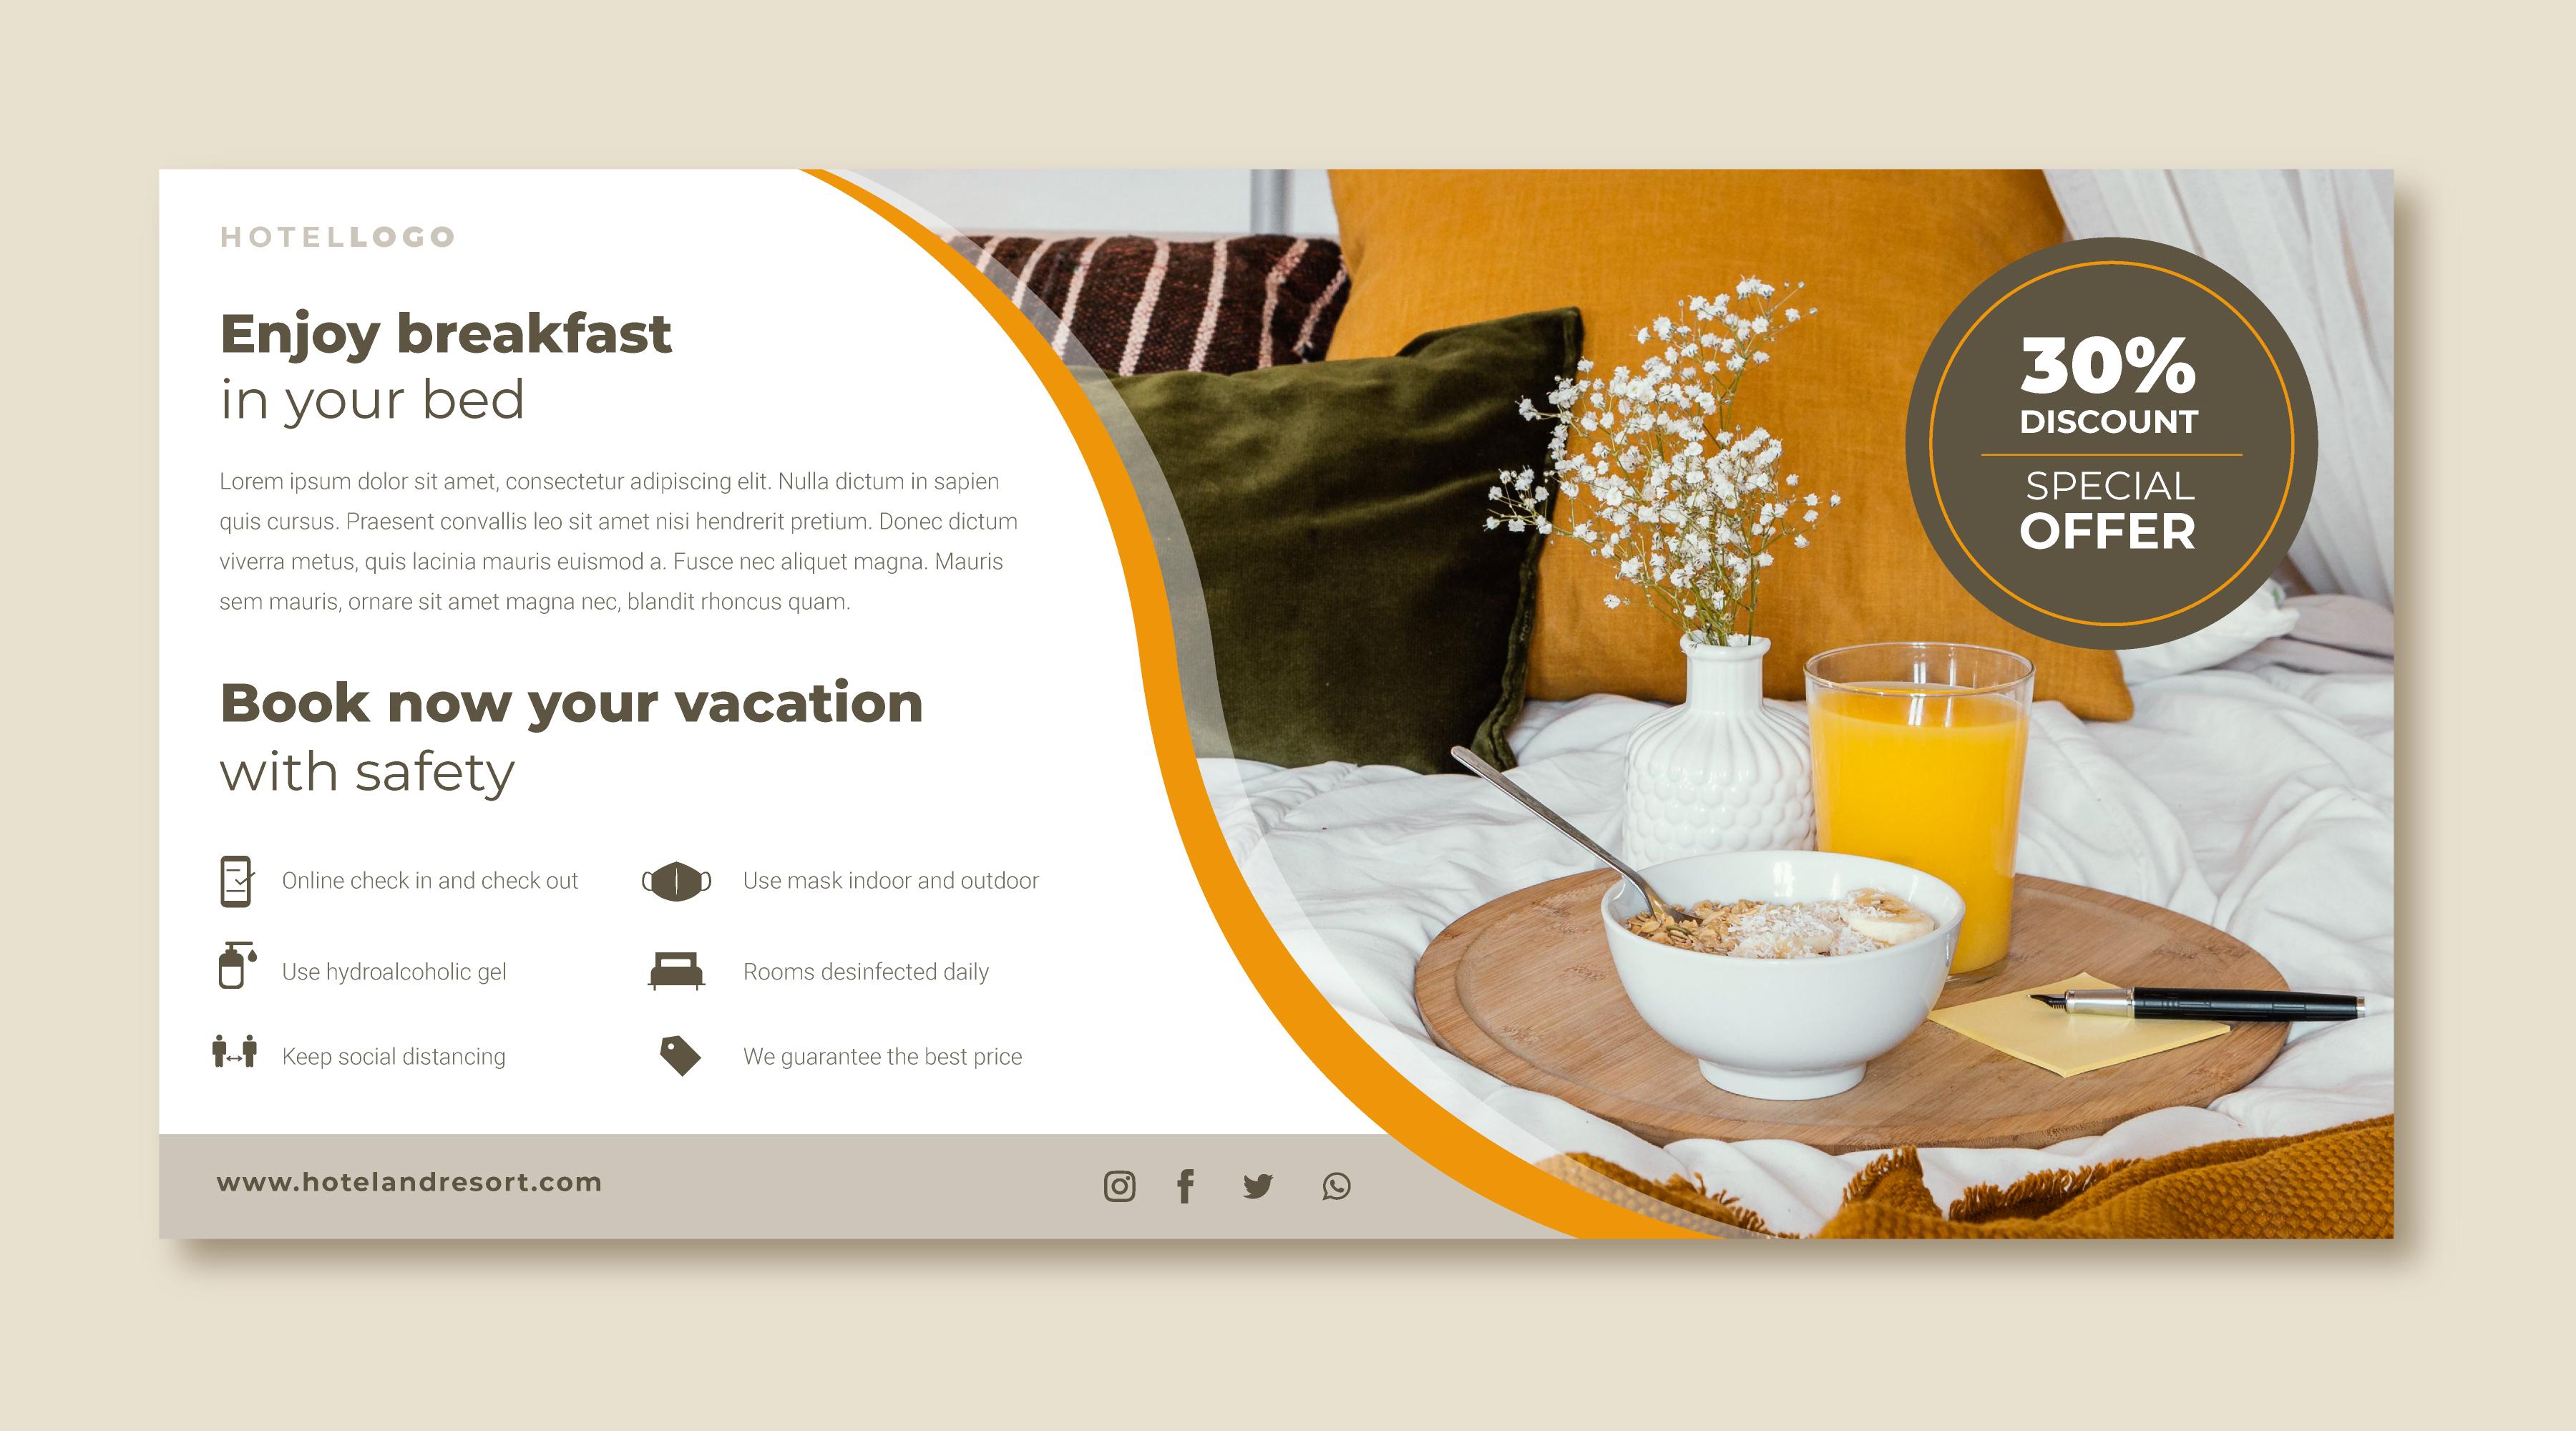 HOTELLOGO
Enjoy breakfast
in your bed
Lorem ipsum dolor sit amet, consectetur adipiscing elit. Nulla dictum in sapien
quis cursus. Praesent convallis leo sit amet nisi hendrerit pretium. Donec dictum
viverra metus, quis lacinia mauris euismod a. Fusce nec aliquet magna. Mauris
sem mauris, ornare sit amet magna nec, blandit rhoncus quam.
Book now your vacation
with safety
Online check in and check out
Use mask indoor and outdoor
Use hydroalcoholic gel
Rooms desinfected daily
Keep social distancing
We guarantee the best price
www.hotelandresort.com
30%
DISCOUNT
SPECIAL
OFFER